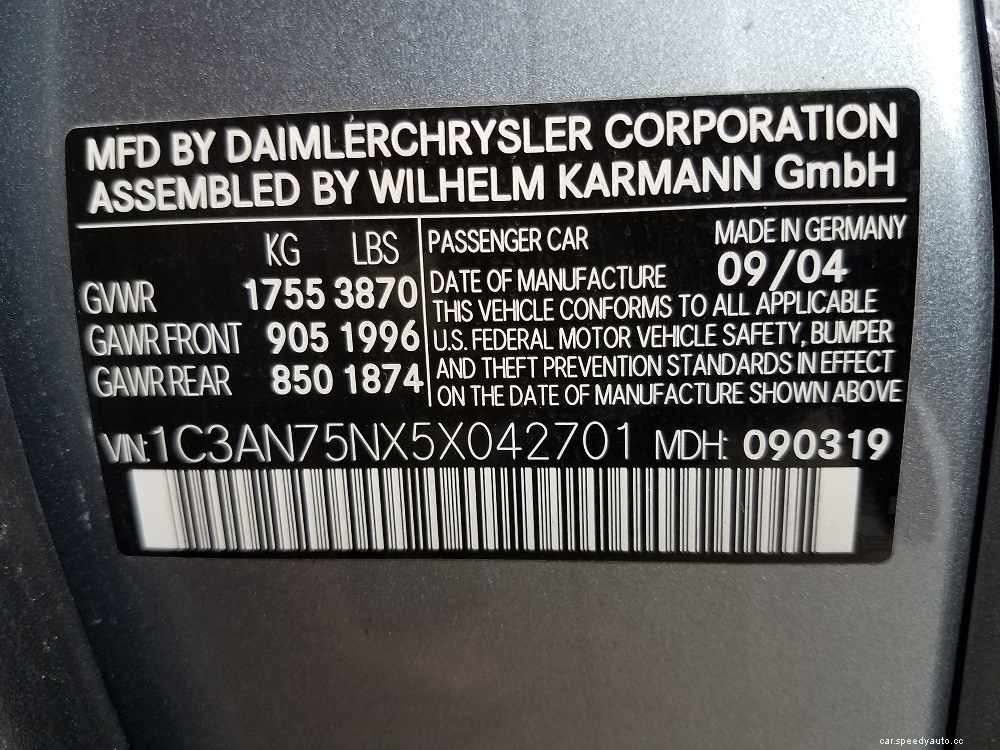 MFD BY DAIMLERCHRYSLER CORPORATION
ASSEMBLED BY WILHELM KARMANN GmbH
KG LBS
GVWR 1755 3870
GAWR FRONT 905 1996
GAWR REAR 850 1874
PASSENGER CAR MADE IN GERMANY
DATE OF MANUFACTURE 09/04
THIS VEHICLE CONFORMS TO ALL APPLICABLE
U.S. FEDERAL MOTOR VEHICLE SAFETY, BUMPER
AND THEFT PREVENTION STANDARDS IN EFFECT
ON THE DATE OF MANUFACTURE SHOWN ABOVE
VIN:1C3AN75NX5X042701 MDH: 090319
car.speedyauto.cc